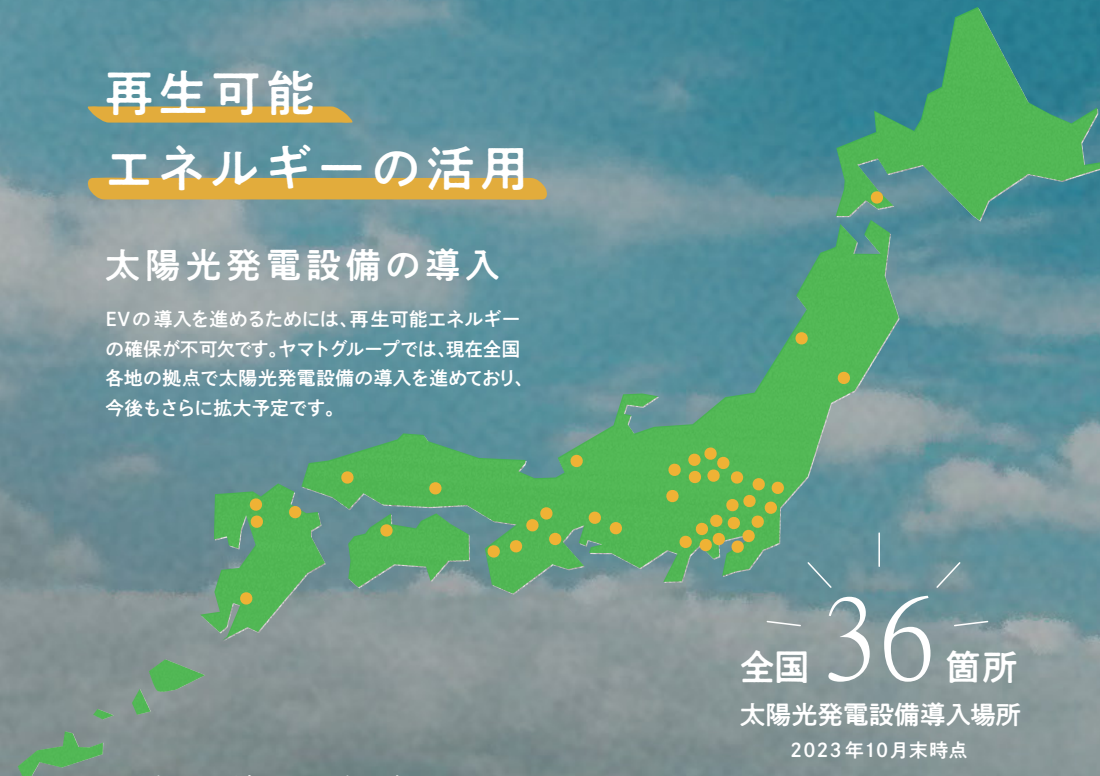 再生可能
エネルギーの活用
太陽光発電設備の導入
EVの導入を進めるためには、再生可能エネルギー
の確保が不可欠です。ヤマトグループでは、現在全国
各地の拠点で太陽光発電設備の導入を進めており、
今後もさらに拡大予定です。
全国 36 箇所
太陽光発電設備導入場所
2023年10月末時点